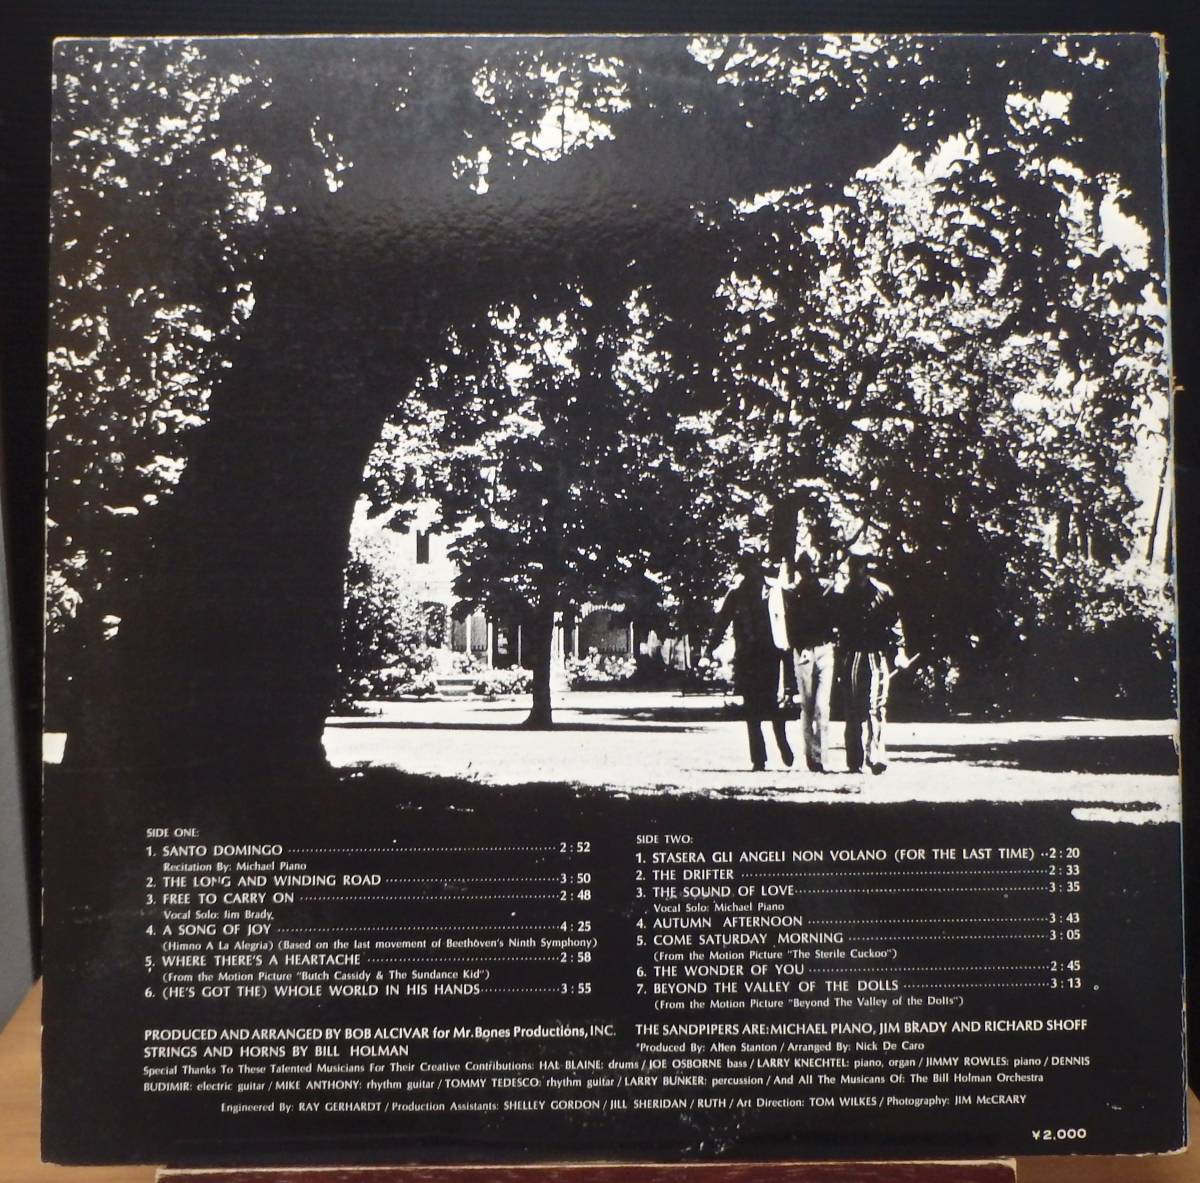 SIDE ONE:
1. SANTO DOMINGO 2:52
Recitation By: Michael Piano
2. THE LONG AND WINDING ROAD 3:50
3. FREE TO CARRY ON 2:48
Vocal Solo: Jim Brady
4. A SONG OF JOY 4:25
(Himno A La Alegria) (Based on the last movement of Beethoven's Ninth Symphony)
5. WHERE THERE'S A HEARTACHE 2:58
(From the Motion Picture "Butch Cassidy & The Sundance Kid")
6. (HE'S GOT THE) WHOLE WORLD IN HIS HANDS 3:55
SIDE TWO:
1. STASERA GLI ANGELI NON VOLANO (FOR THE LAST TIME) 2:20
2. THE DRIFTER 2:33
3. THE SOUND OF LOVE 3:35
Vocal Solo: Michael Piano
4. AUTUMN AFTERNOON 3:43
5. COME SATURDAY MORNING 3:05
(From the Motion Picture "The Sterile Cuckoo")
6. THE WONDER OF YOU 2:45
7. BEYOND THE VALLEY OF THE DOLLS 3:13
(From the Motion Picture "Beyond The Valley of the Dolls")
PRODUCED AND ARRANGED BY BOB ALCIVAR for Mr. Bones Productions, INC.
STRINGS AND HORNS BY BILL HOLMAN
THE SANDPIPERS ARE: MICHAEL PIANO, JIM BRADY AND RICHARD SHOFF
*Produced By: Allen Stanton / Arranged By: Nick De Caro
Special Thanks To These Talented Musicians For Their Creative Contributions: HAL BLAINE: drums / JOE OSBORNE bass / LARRY KNECHTEL: piano, organ / JIMMY ROWLES: piano / DENNIS
BUDIMIR: electric guitar / MIKE ANTHONY: rhythm guitar / TOMMY TEDESCO: rhythm guitar / LARRY BUNKER: percussion / And All The Musicans Of: The Bill Holman Orchestra
Engineered By: RAY GERHARDT / Production Assistants: SHELLEY GORDON / JILL SHERIDAN / RUTH / Art Direction: TOM WILKES / Photography: JIM McCRARY
¥2,000